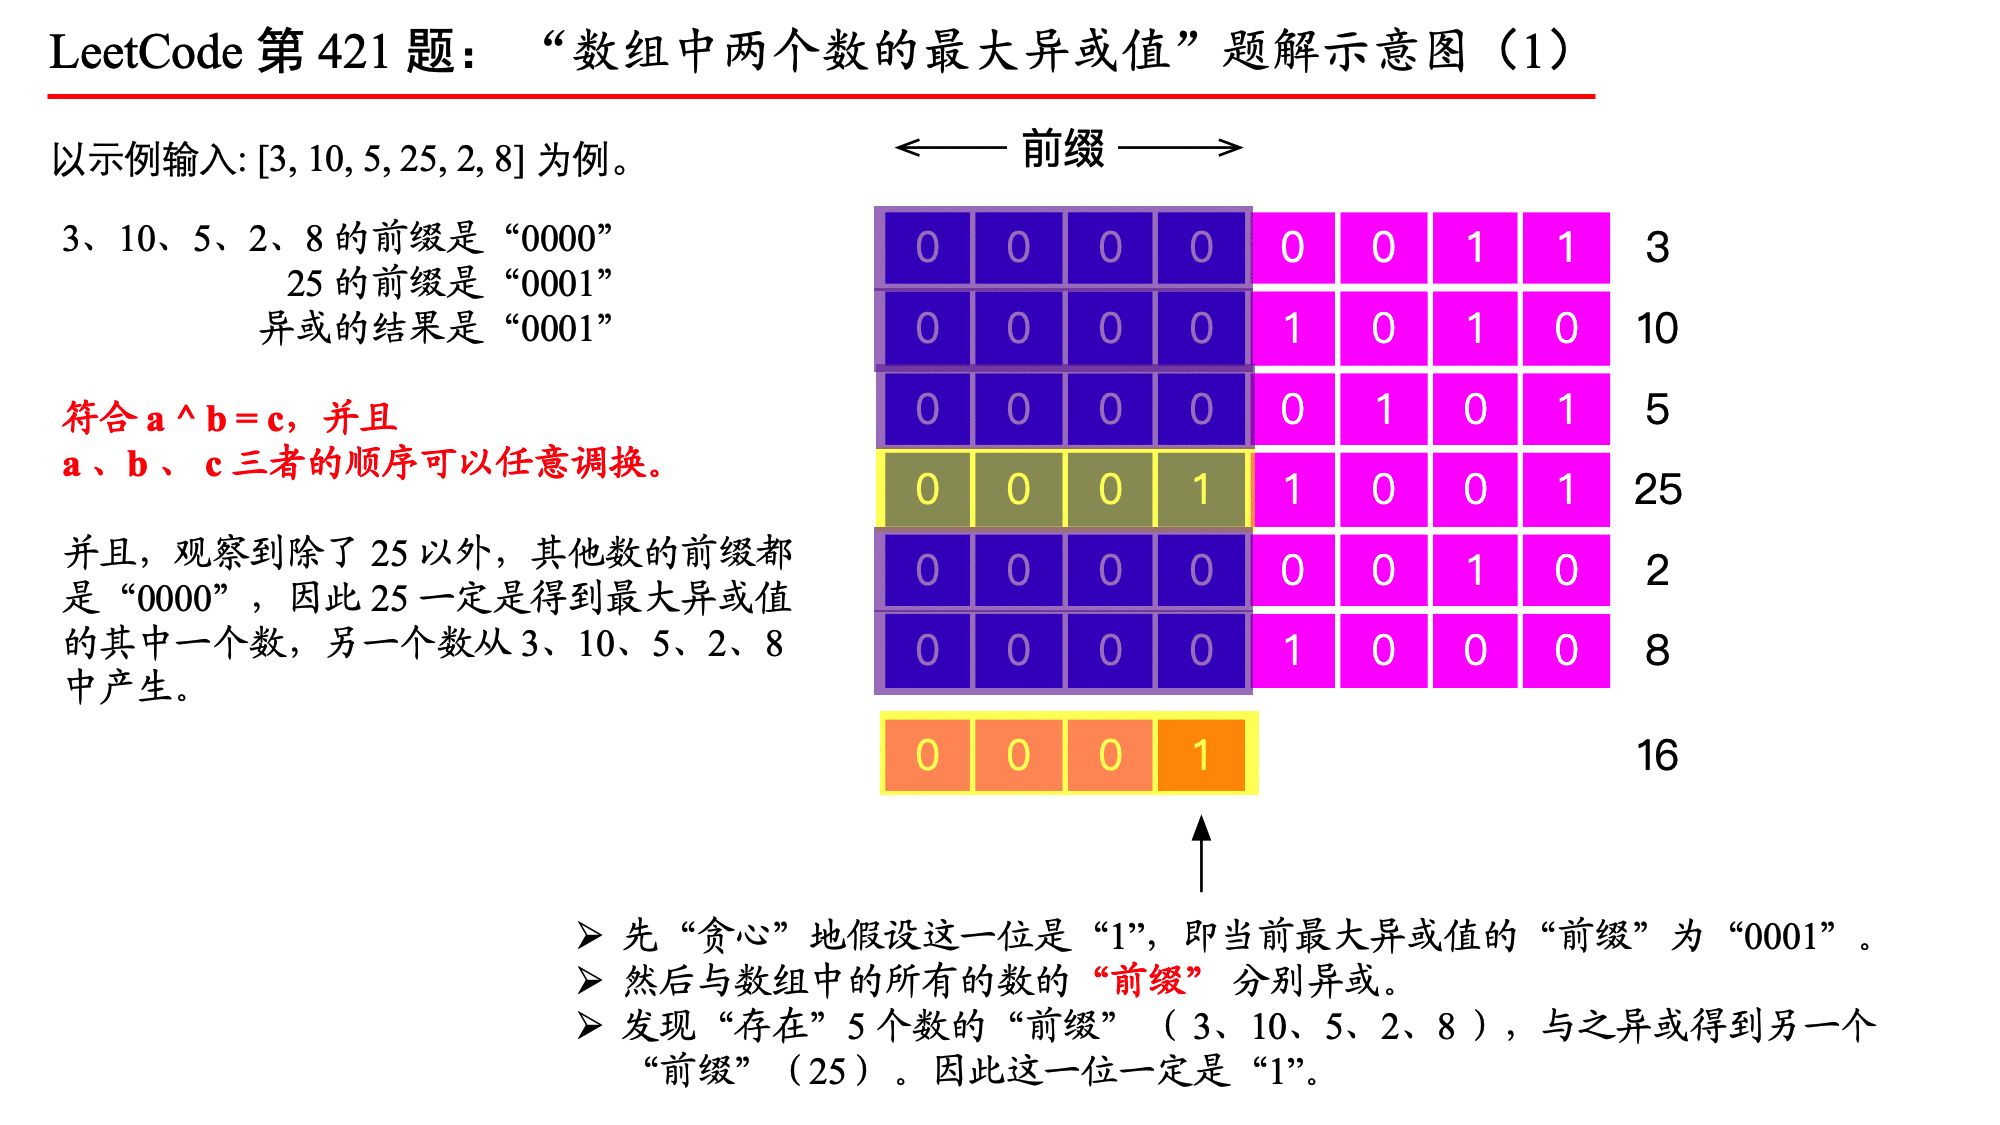 LeetCode 第 421 题： “数组中两个数的最大异或值”题解示意图（1）
以示例输入: [3, 10, 5, 25, 2, 8] 为例。
3、10、5、2、8 的前缀是“0000”
25 的前缀是“0001”
异或的结果是“0001”
符合 a ^ b = c，并且
a 、b 、 c 三者的顺序可以任意调换。
并且，观察到除了 25 以外，其他数的前缀都
是“0000”，因此 25 一定是得到最大异或值
的其中一个数，另一个数从 3、10、5、2、8
中产生。
前缀
0 0 0 0 0 0 1 1 3
0 0 0 0 1 0 1 0 10
0 0 0 0 0 1 0 1 5
0 0 0 1 1 0 0 1 25
0 0 0 0 0 0 1 0 2
0 0 0 0 1 0 0 0 8
0 0 0 1 16
➢ 先“贪心”地假设这一位是“1”，即当前最大异或值的“前缀”为“0001”。
➢ 然后与数组中的所有的数的“前缀”分别异或。
➢ 发现“存在”5 个数的“前缀”（ 3、10、5、2、8 ），与之异或得到另一个
“前缀”（25）。因此这一位一定是“1”。